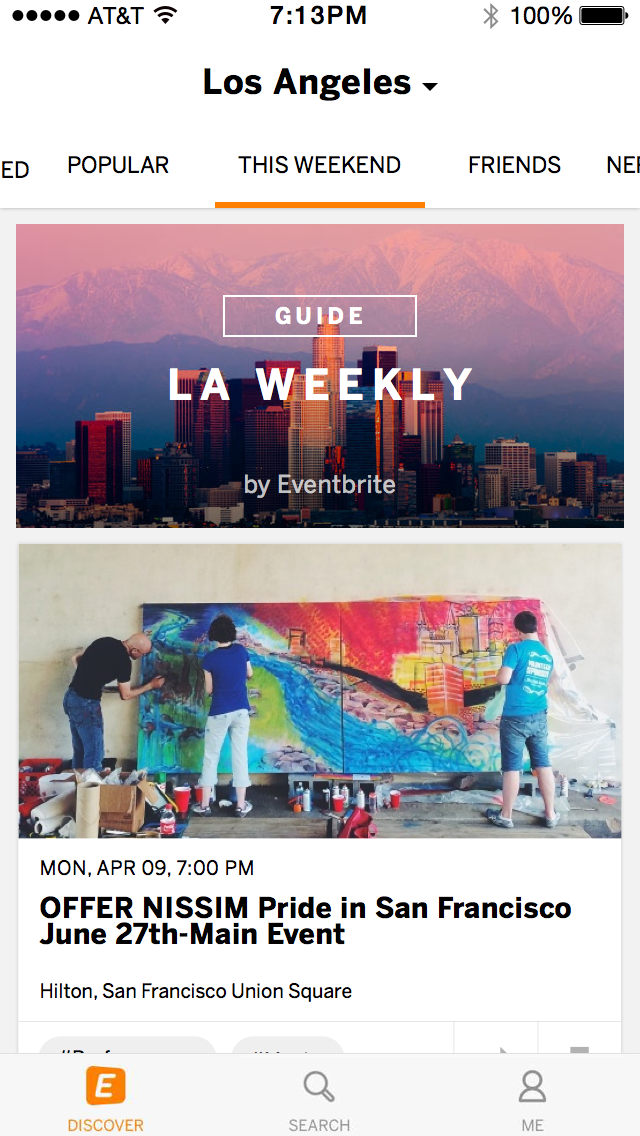 AT&T 7:13PM 100%
Los Angeles
ED POPULAR THIS WEEKEND FRIENDS NE
GUIDE
LA WEEKLY
by Eventbrite
VOLUNTEER
MON, APR 09, 7:00 PM
OFFER NISSIM Pride in San Francisco
June 27th-Main Event
Hilton, San Francisco Union Square
E
DISCOVER SEARCH ME